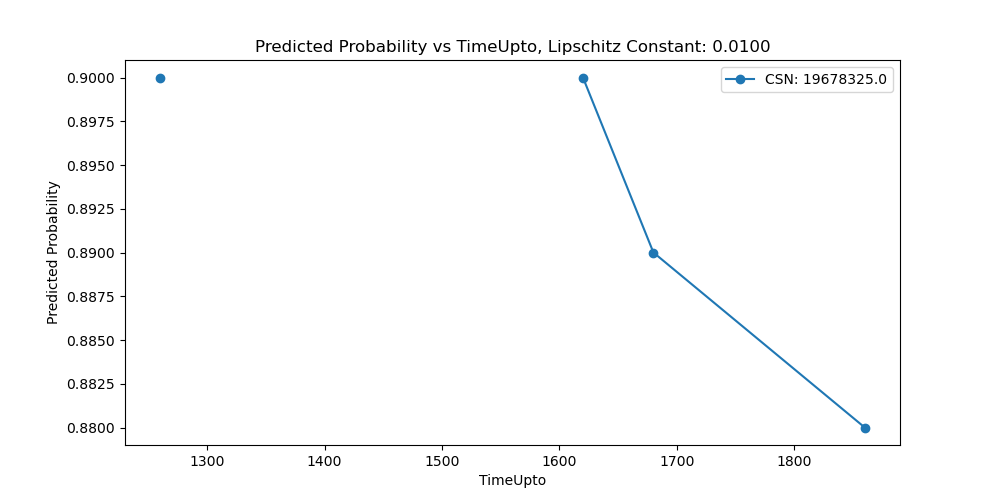 Predicted Probability vs TimeUpto, Lipschitz Constant: 0.0100
CSN: 19678325.0
Predicted Probability
0.9000
0.8975
0.8950
0.8925
0.8900
0.8875
0.8850
0.8825
0.8800
1300 1400 1500 1600 1700 1800
TimeUpto